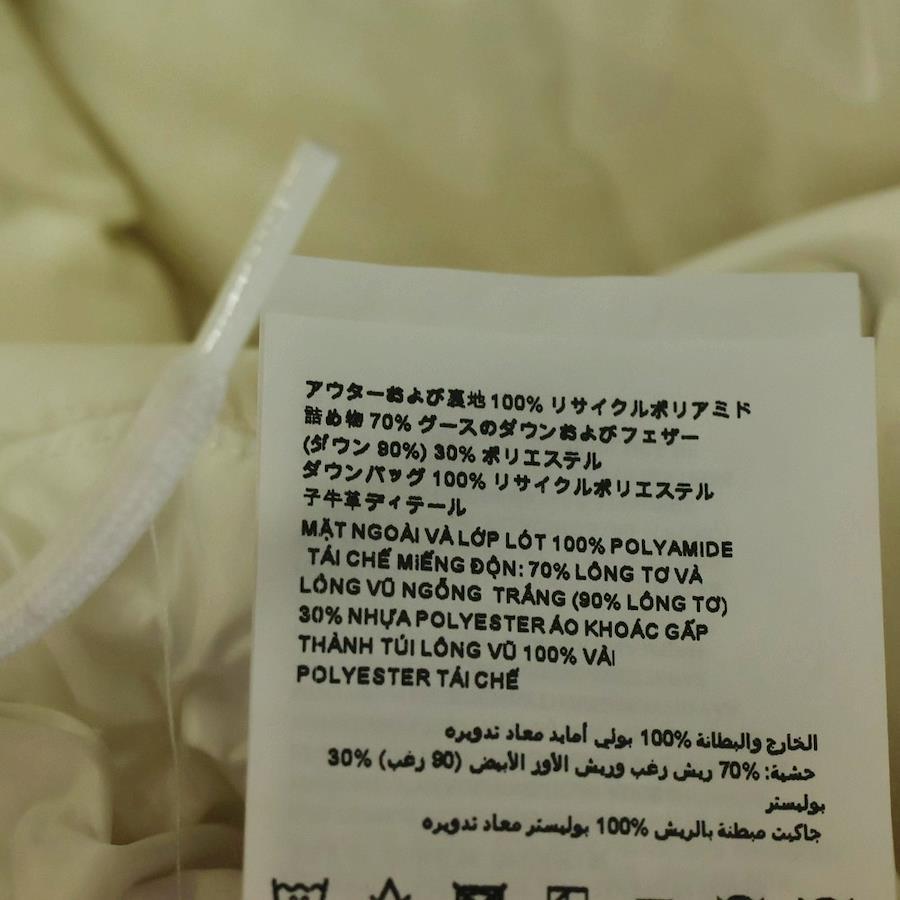 アウターおよび裏地 100% リサイクルポリアミド
詰め物 70% グースのダウンおよびフェザー
(ダウン 90%) 30% ポリエステル
ダウンバッグ 100% リサイクルポリエステル
子牛革ディテール
MẶT NGOÀI VÀ LỚP LÓT 100% POLYAMIDE
TÁI CHẾ MIẾNG ĐỘN: 70% LÔNG TƠ VÀ
LÔNG VŨ NGỖNG TRẮNG (90% LÔNG TƠ)
30% NHỰA POLYESTER ÁO KHOÁC GẤP
THÀNH TÚI LÔNG VŨ 100% VẢI
POLYESTER TÁI CHẾ
الخارج والبطانة %100 بولي أمايد معاد تدويره
حشية: %70 ريش رغب وريش الأوز الأبيض (90 رغب) %30
بوليستر
جاكيت مبطنة بالريش %100 بوليستر معاد تدويره